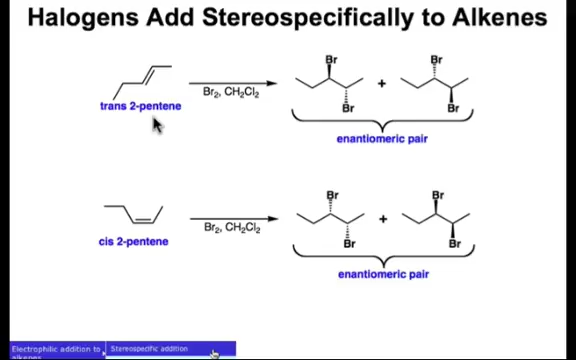 Halogens Add Stereospecifically to Alkenes
Br Br
Br₂, CH₂Cl₂ +
trans 2-pentene
Br Br
enantiomeric pair
Br Br
Br₂, CH₂Cl₂ +
cis 2-pentene
Br Br
enantiomeric pair
Electrophilic addition to Stereospecific addition
alkenes